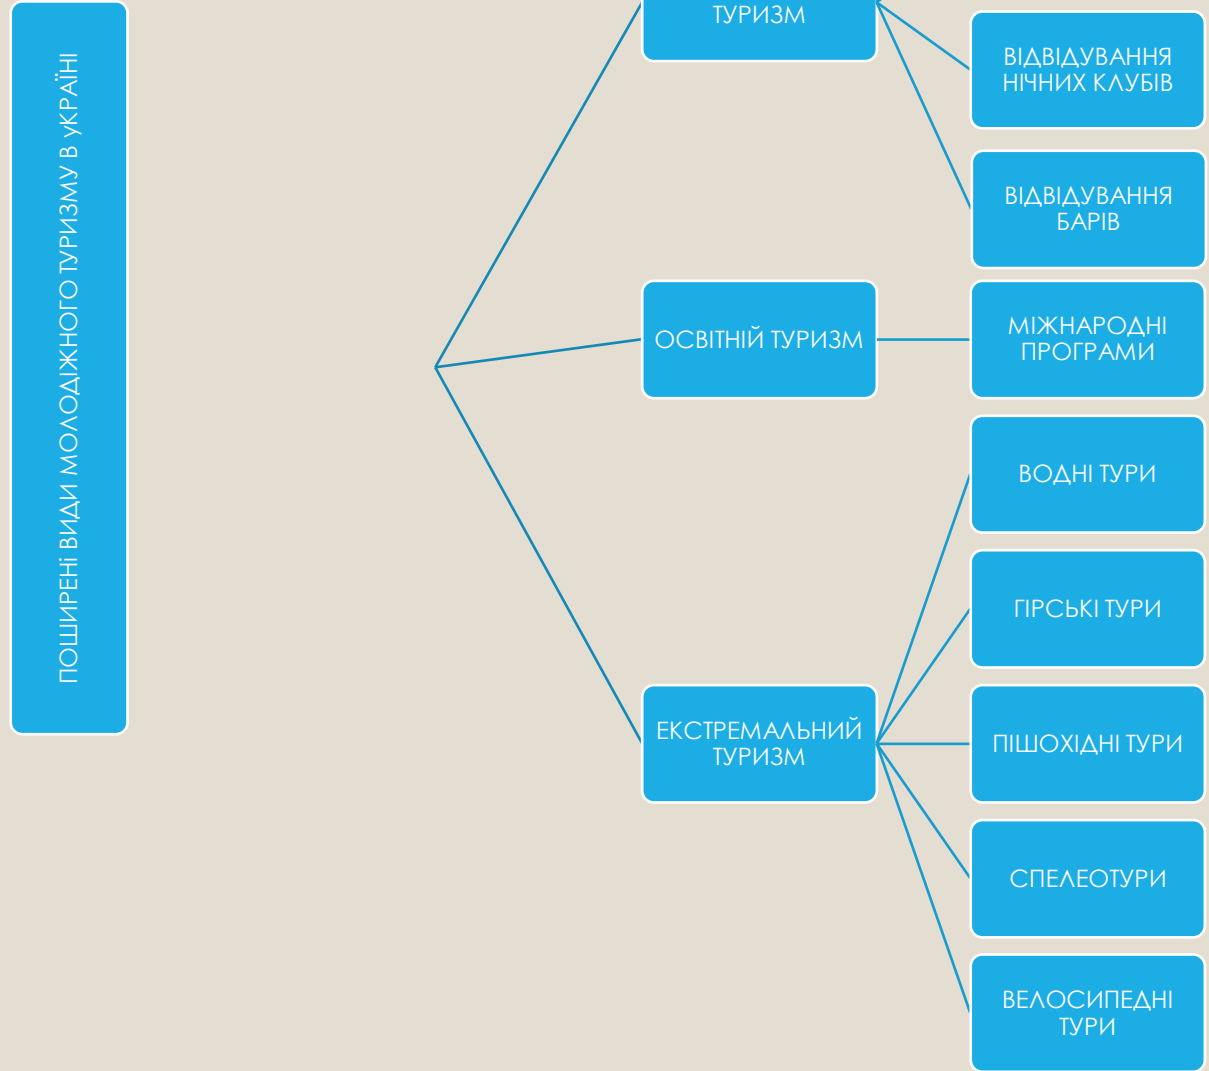 ПОШИРЕНі ВИДИ МОЛОДІЖНОГО ТУРИЗМУ В уКРАЇНІ
ТУРИЗМ
ВІДВІДУВАННЯ
НІЧНИХ КЛУБІВ
ВІДВІДУВАННЯ
БАРІВ
ОСВІТНІЙ ТУРИЗМ
МІЖНАРОДНІ
ПРОГРАМИ
ЕКСТРЕМАЛЬНИЙ
ТУРИЗМ
ВОДНІ ТУРИ
ГІРСЬКІ ТУРИ
ПІШОХІДНІ ТУРИ
СПЕЛЕОТУРИ
ВЕЛОСИПЕДНІ
ТУРИ